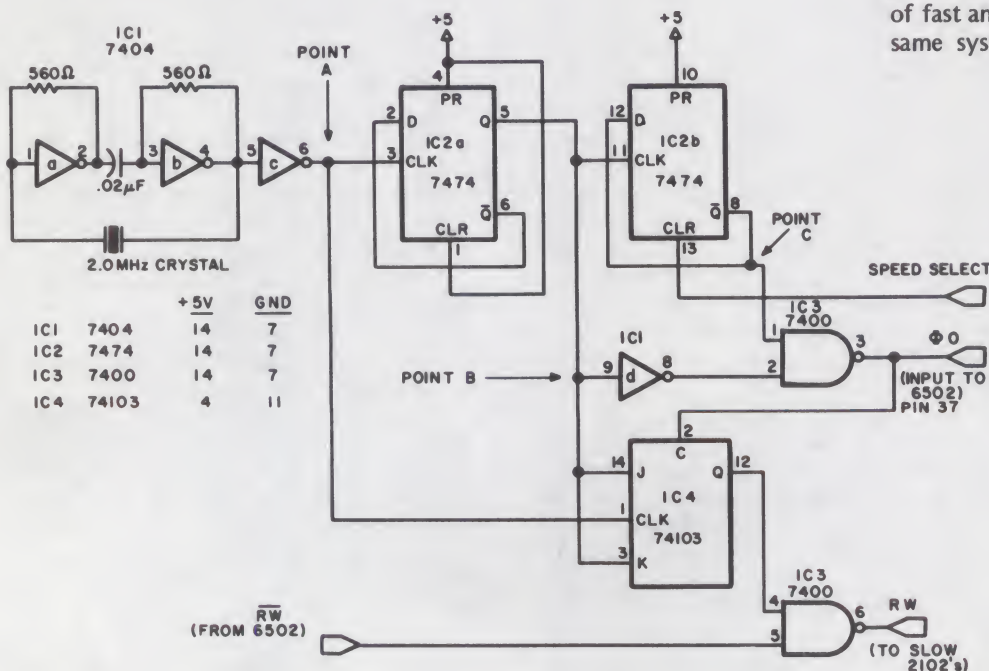 of fast an
same sys
IC1
7404
560Ω
560Ω
1
a
2
.02µF
3
b
4
5
c
6
2.0MHz CRYSTAL
POINT
A
+5
4
PR
2
D
Q
5
IC2a
3
CLK
7474
6
Q̅
CLR
1
+5
10
PR
12
D
IC2b
11
CLK
7474
8
Q̅
CLR
13
POINT
C
SPEED SELECT
+5V GND
IC1 7404 14 7
IC2 7474 14 7
IC3 7400 14 7
IC4 74103 4 11
POINT B
IC1
9
d
8
IC3
7400
1
2
3
Φ0
(INPUT TO
6502)
PIN 37
2
C
14
J
Q
12
IC4
1
CLK
74103
3
K
R̅W̅
(FROM 6502)
IC3
7400
4
5
6
RW
(TO SLOW
2102's)